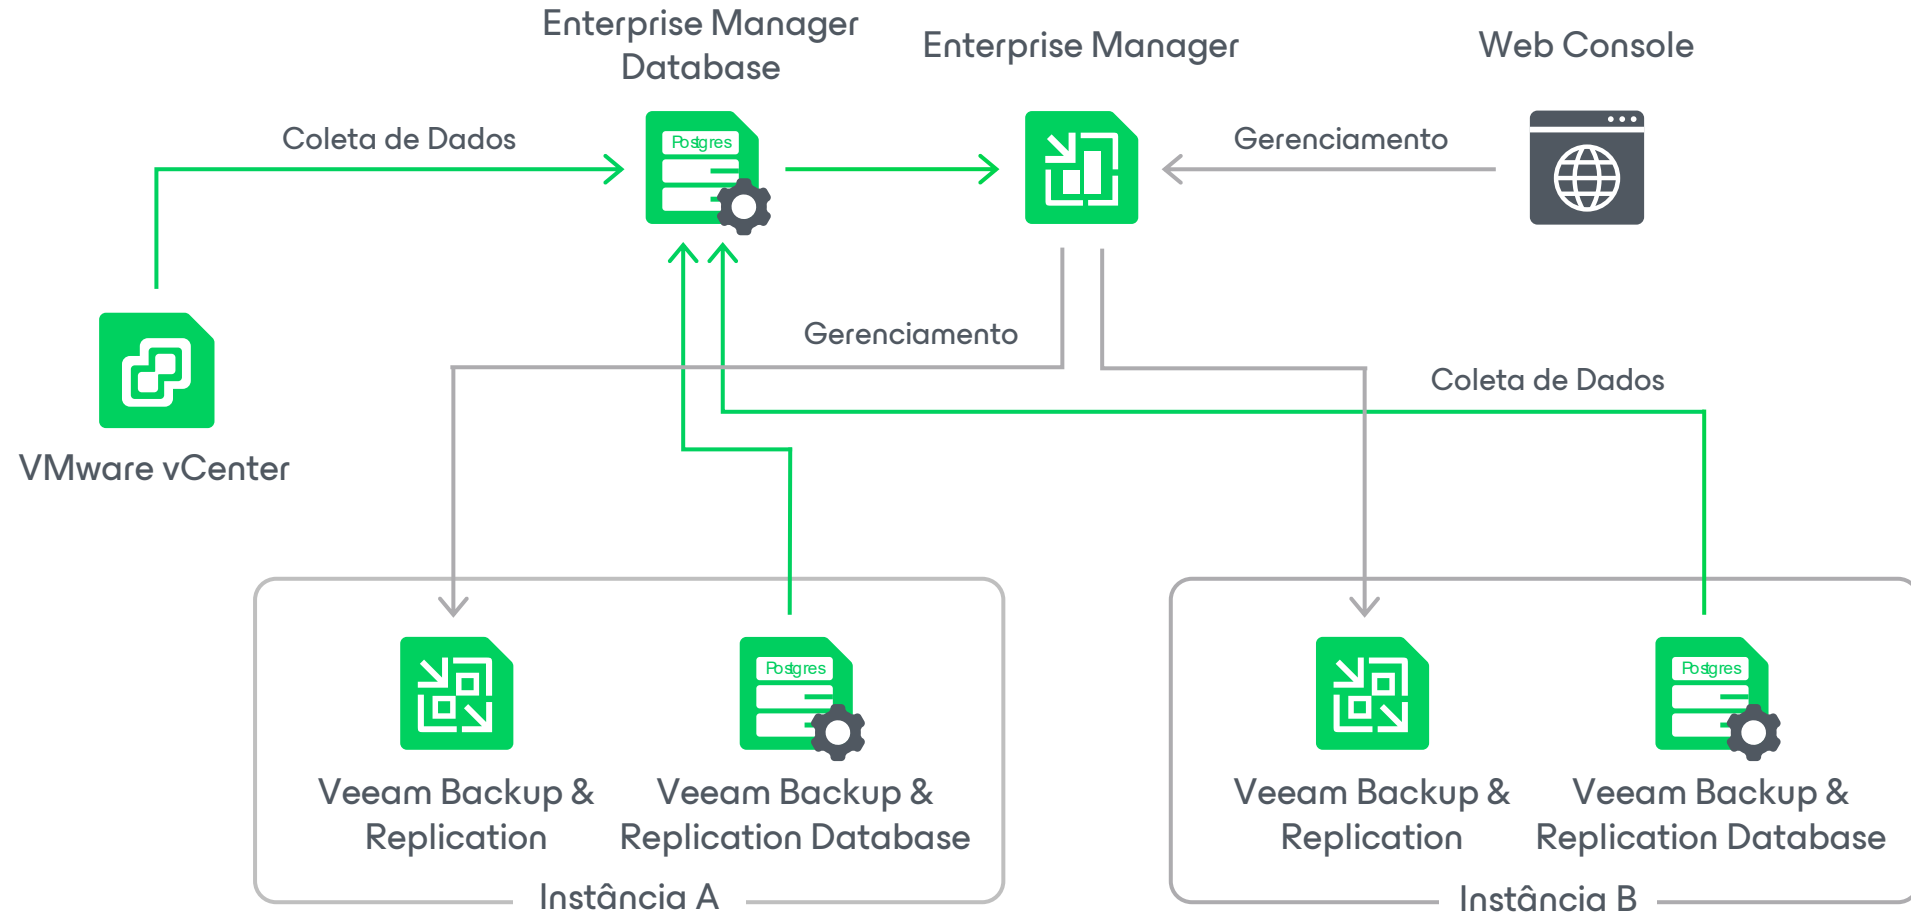 Enterprise Manager
Database
Enterprise Manager
Web Console
Coleta de Dados
Postgres
Gerenciamento
Gerenciamento
Coleta de Dados
VMware vCenter
Postgres
Postgres
Veeam Backup &
Replication
Veeam Backup &
Replication Database
Veeam Backup &
Replication
Veeam Backup &
Replication Database
Instância A
Instância B